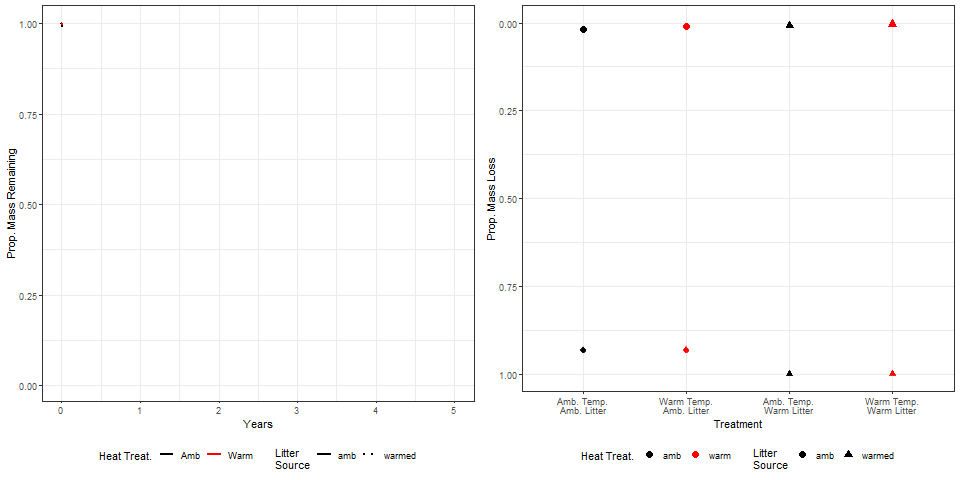 Prop. Mass Remaining
1.00
0.75
0.50
0.25
0.00
0 1 2 3 4 5
Years
Heat Treat. Amb Warm
Litter
Source
amb warmed
Prop. Mass Loss
0.00
0.25
0.50
0.75
1.00
Amb. Temp.
Amb. Litter
Warm Temp.
Amb. Litter
Amb. Temp.
Warm Litter
Warm Temp.
Warm Litter
Treatment
Heat Treat. amb warm
Litter
Source
amb warmed